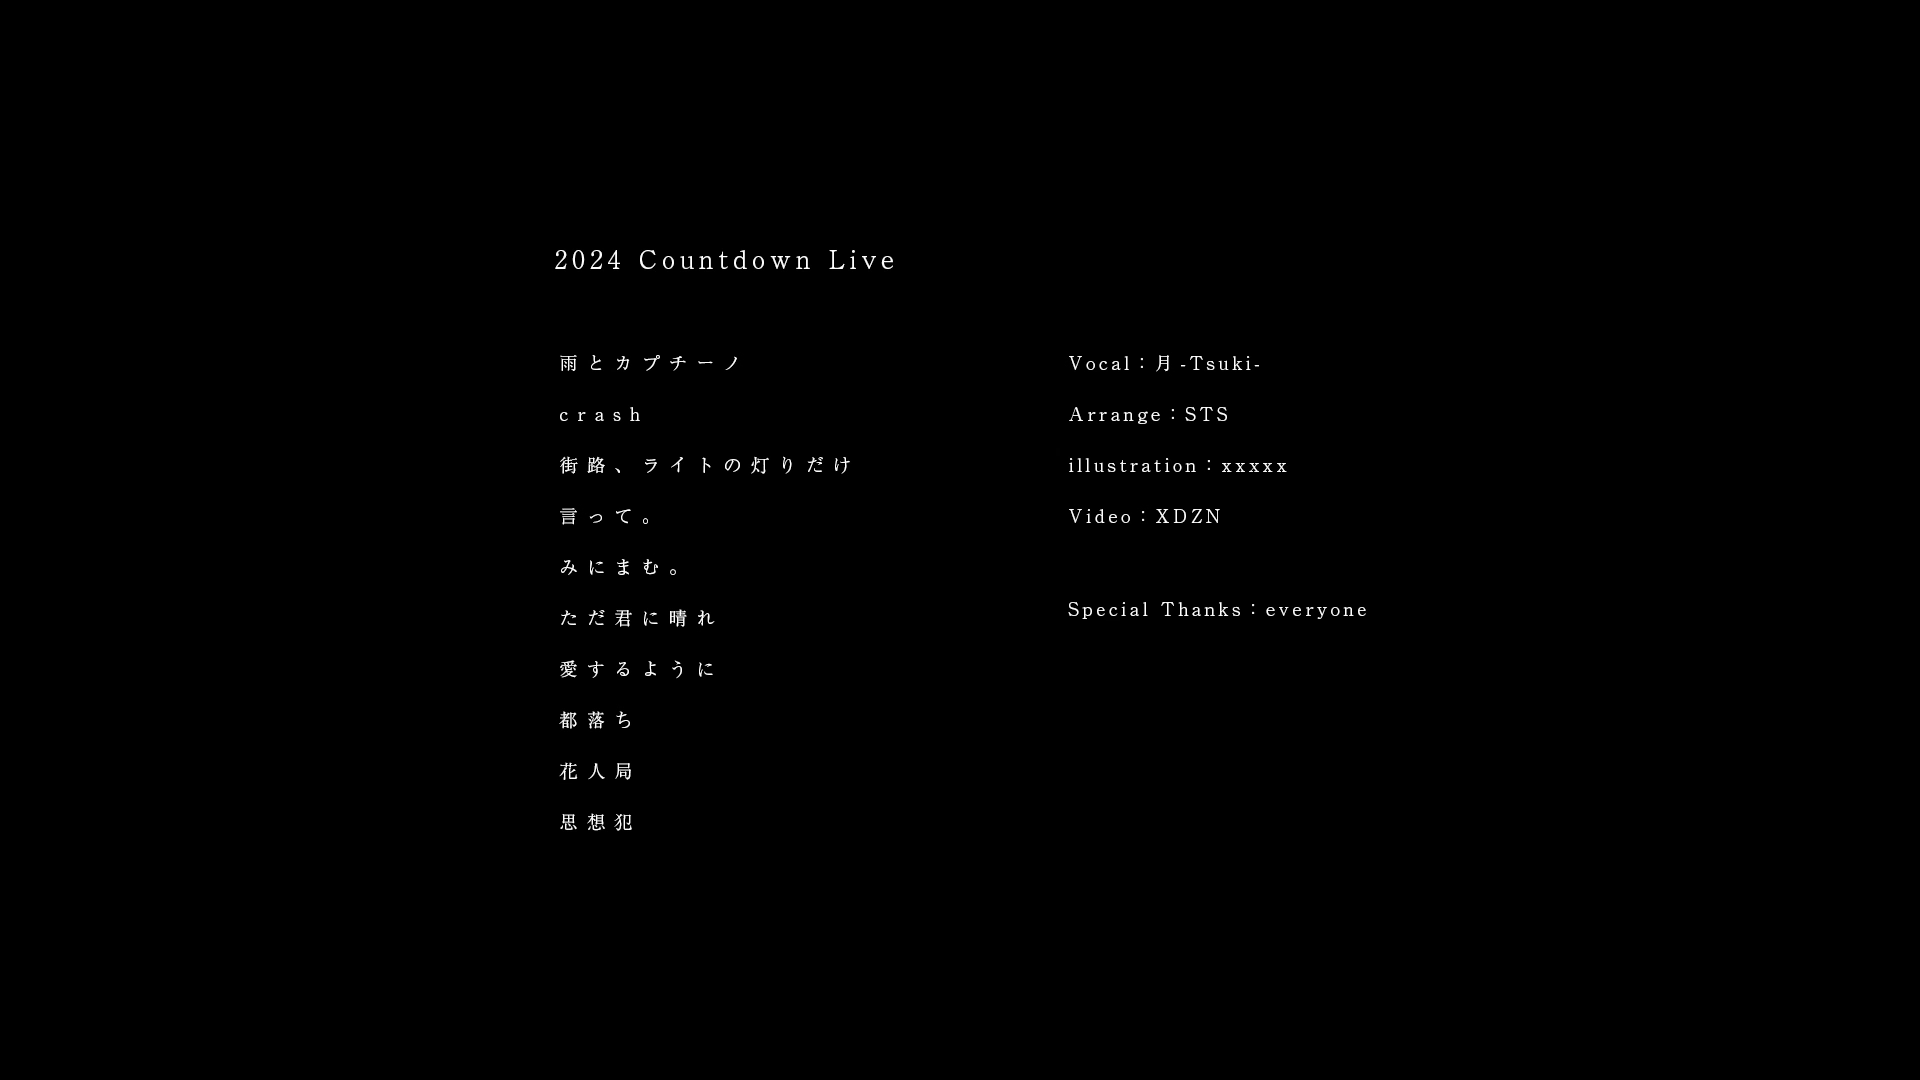 2024 Countdown Live
雨とカプチーノ
crash
街路、ライトの灯りだけ
言って。
みにまむ。
ただ君に晴れ
愛するように
都落ち
花人局
思想犯
Vocal：月-Tsuki-
Arrange：STS
illustration：xxxxx
Video：XDZN
Special Thanks：everyone